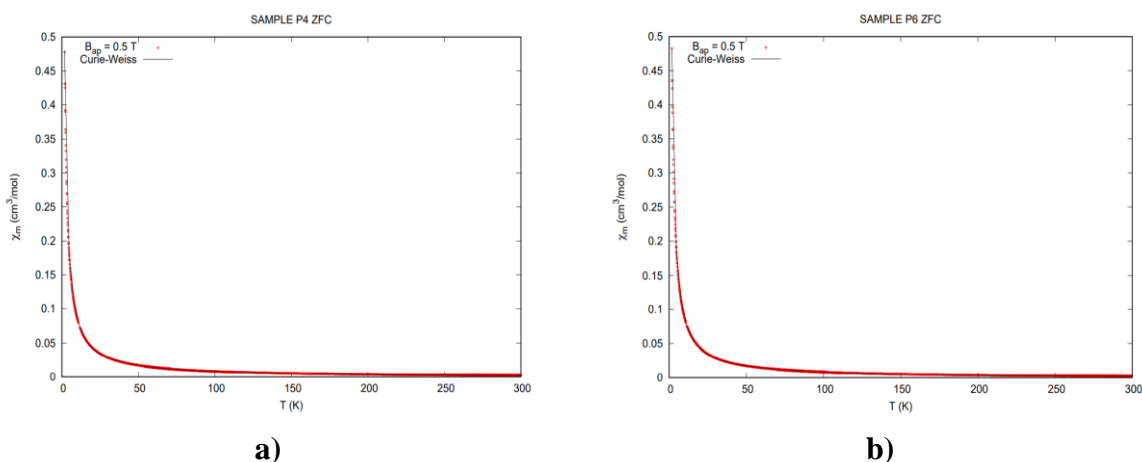 SAMPLE P4 ZFC
B_ap = 0.5 T
Curie-Weiss
χ_m (cm³/mol)
0.5
0.45
0.4
0.35
0.3
0.25
0.2
0.15
0.1
0.05
0
0 50 100 150 200 250 300
T (K)
a)
SAMPLE P6 ZFC
B_ap = 0.5 T
Curie-Weiss
χ_m (cm³/mol)
0.5
0.45
0.4
0.35
0.3
0.25
0.2
0.15
0.1
0.05
0
0 50 100 150 200 250 300
T (K)
b)